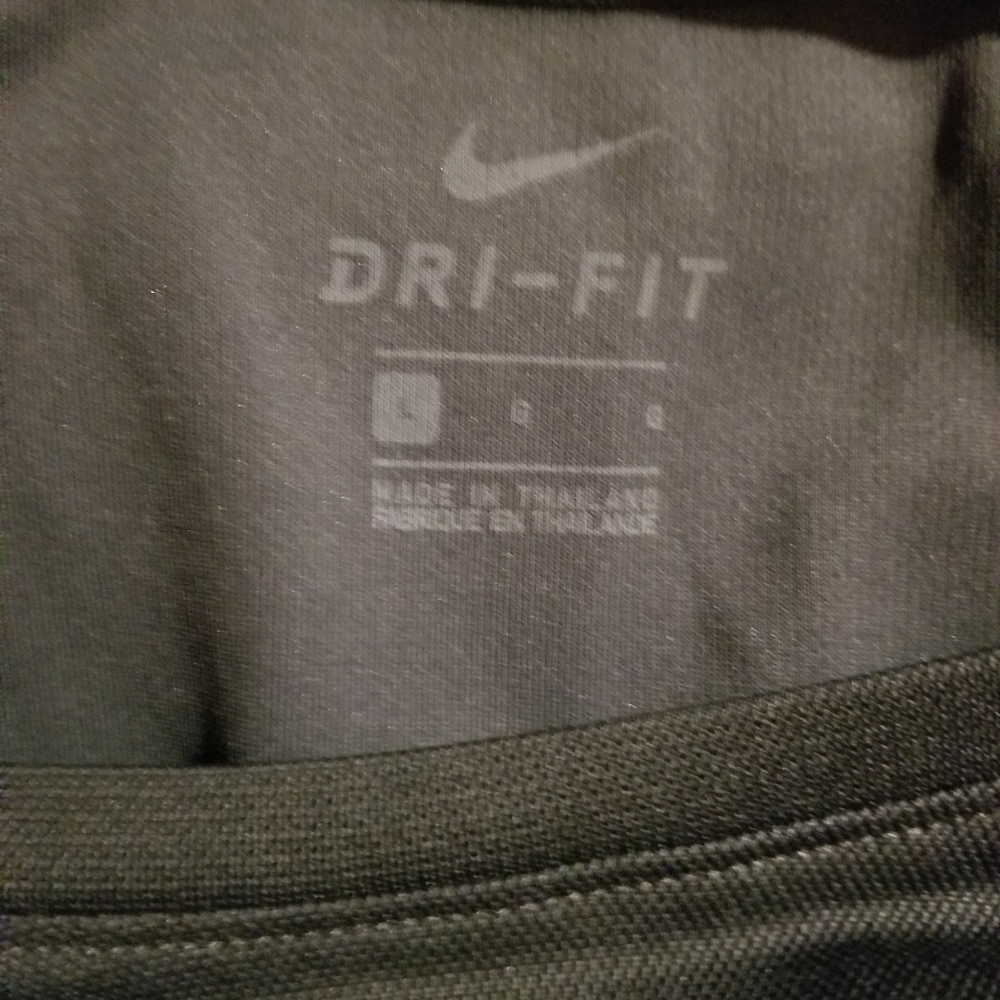 DRI-FIT
L G G
MADE IN THAILAND
FABRIQUE EN THAILANDE